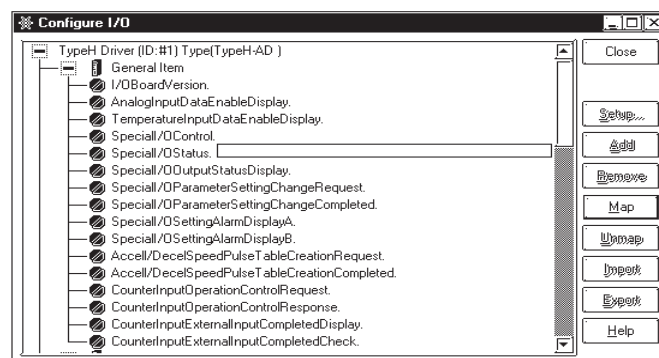 Configure I/O
TypeH Driver (ID:#1) Type(TypeH-AD )
General Item
I/OBoardVersion.
AnalogInputDataEnableDisplay.
TemperatureInputDataEnableDisplay.
SpecialI/OControl.
SpecialI/OStatus.
SpecialI/OOutputStatusDisplay.
SpecialI/OParameterSettingChangeRequest.
SpecialI/OParameterSettingChangeCompleted.
SpecialI/OSettingAlarmDisplayA.
SpecialI/OSettingAlarmDisplayB.
Accell/DecelSpeedPulseTableCreationRequest.
Accell/DecelSpeedPulseTableCreationCompleted.
CounterInputOperationControlRequest.
CounterInputOperationControlResponse.
CounterInputExternalInputCompletedDisplay.
CounterInputExternalInputCompletedCheck.
Close
Setup...
Add
Remove
Map
Unmap
Import
Export
Help